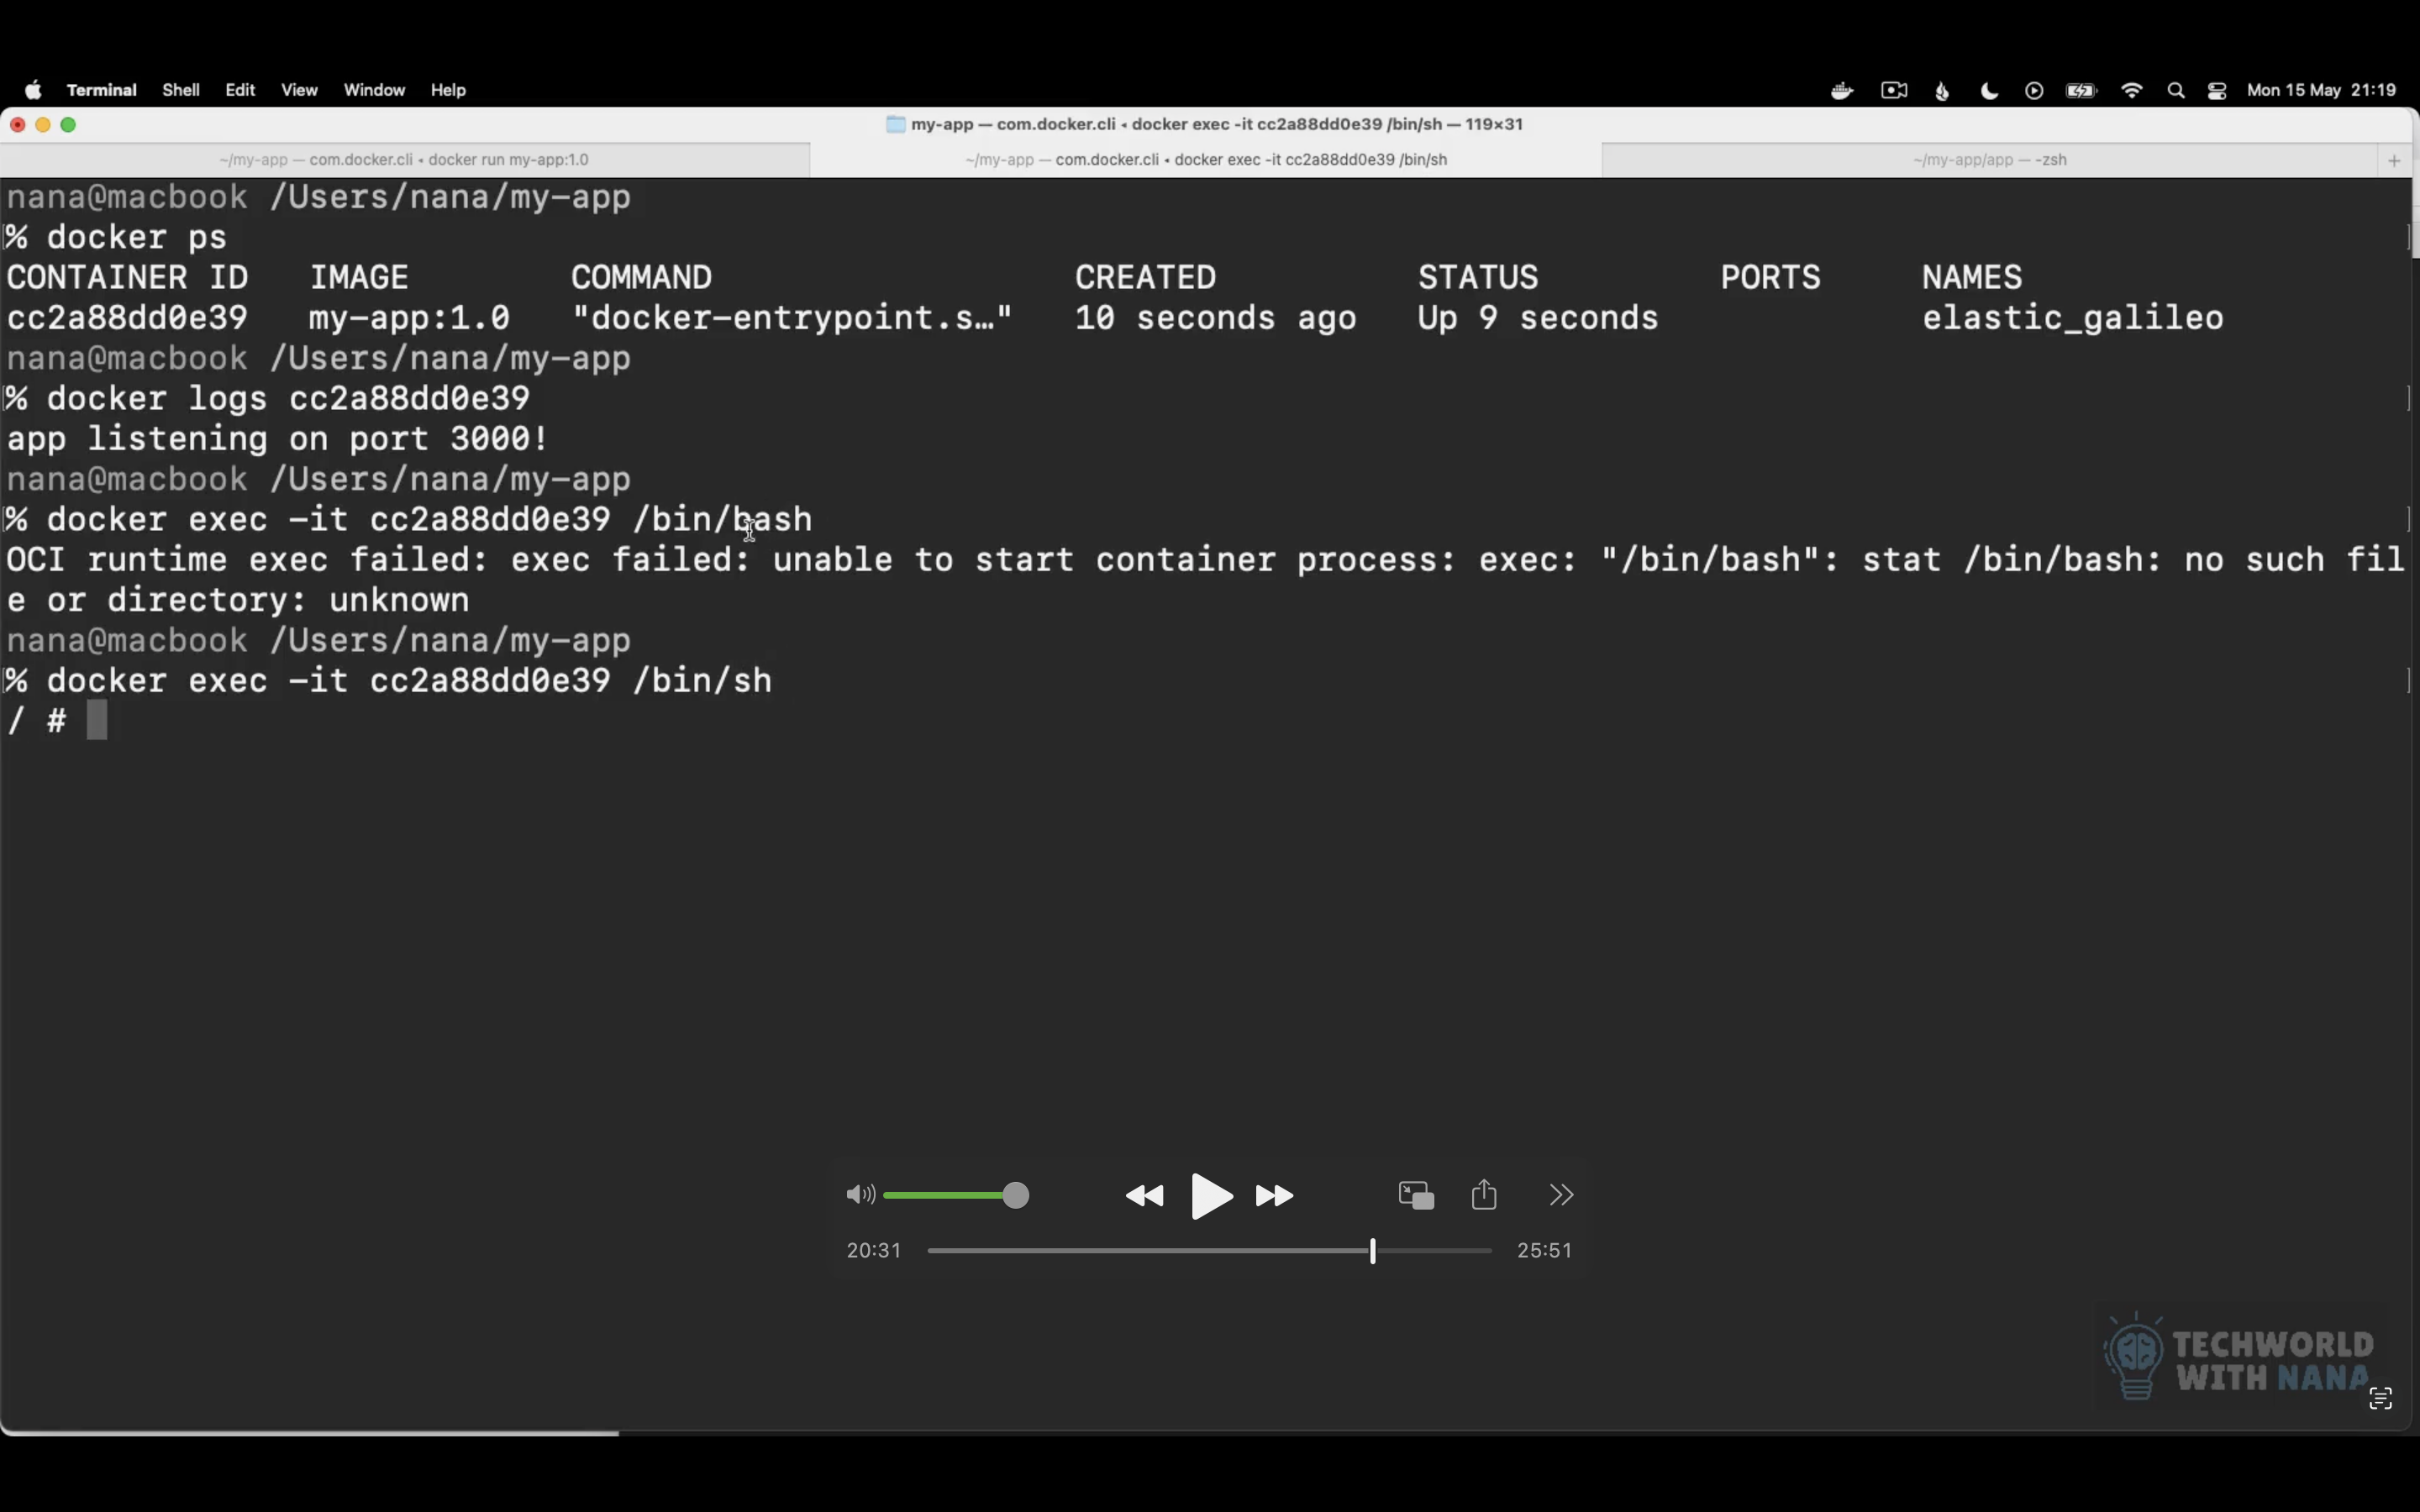 Terminal Shell Edit View Window Help Mon 15 May 21:19
my-app — com.docker.cli ◂ docker exec -it cc2a88dd0e39 /bin/sh — 119×31
~/my-app — com.docker.cli ◂ docker run my-app:1.0 ~/my-app — com.docker.cli ◂ docker exec -it cc2a88dd0e39 /bin/sh ~/my-app/app — -zsh +
nana@macbook /Users/nana/my-app
% docker ps
CONTAINER ID IMAGE COMMAND CREATED STATUS PORTS NAMES
cc2a88dd0e39 my-app:1.0 "docker-entrypoint.s…" 10 seconds ago Up 9 seconds elastic_galileo
nana@macbook /Users/nana/my-app
% docker logs cc2a88dd0e39
app listening on port 3000!
nana@macbook /Users/nana/my-app
% docker exec -it cc2a88dd0e39 /bin/bash
OCI runtime exec failed: exec failed: unable to start container process: exec: "/bin/bash": stat /bin/bash: no such fil
e or directory: unknown
nana@macbook /Users/nana/my-app
% docker exec -it cc2a88dd0e39 /bin/sh
/ #
20:31 25:51
TECHWORLD
WITH NANA